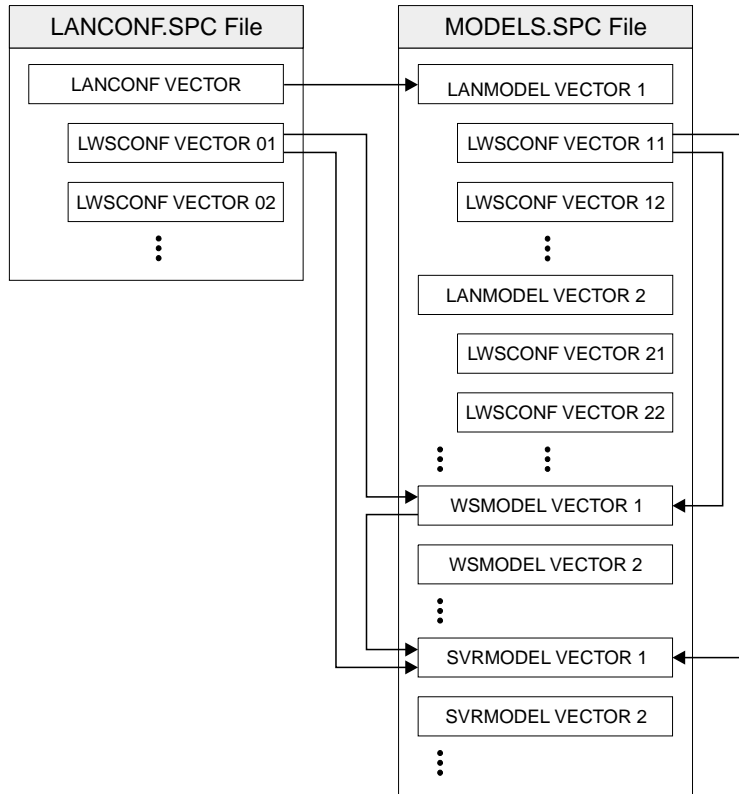 LANCONF.SPC File
LANCONF VECTOR
LWSCONF VECTOR 01
LWSCONF VECTOR 02
MODELS.SPC File
LANMODEL VECTOR 1
LWSCONF VECTOR 11
LWSCONF VECTOR 12
LANMODEL VECTOR 2
LWSCONF VECTOR 21
LWSCONF VECTOR 22
WSMODEL VECTOR 1
WSMODEL VECTOR 2
SVRMODEL VECTOR 1
SVRMODEL VECTOR 2